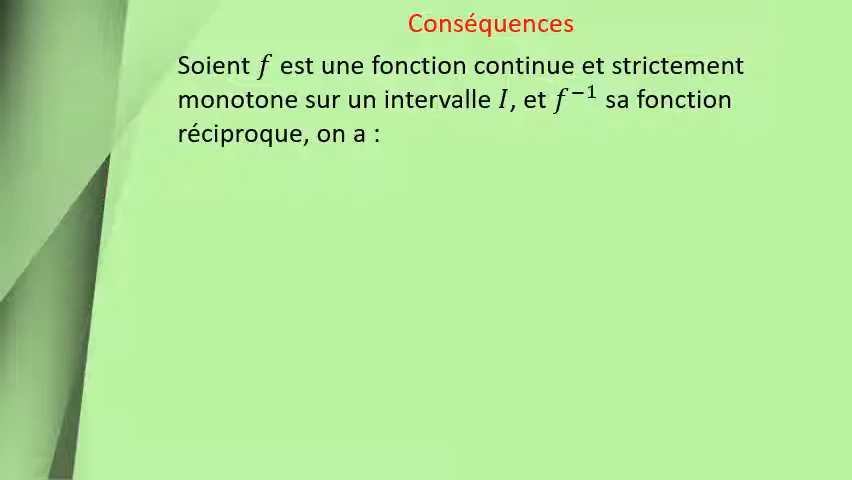 Conséquences
Soient f est une fonction continue et strictement
monotone sur un intervalle I, et f⁻¹ sa fonction
réciproque, on a :